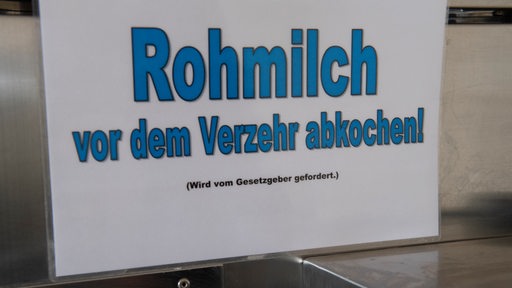 Rohmilch
vor dem Verzehr abkochen!
(Wird vom Gesetzgeber gefordert.)